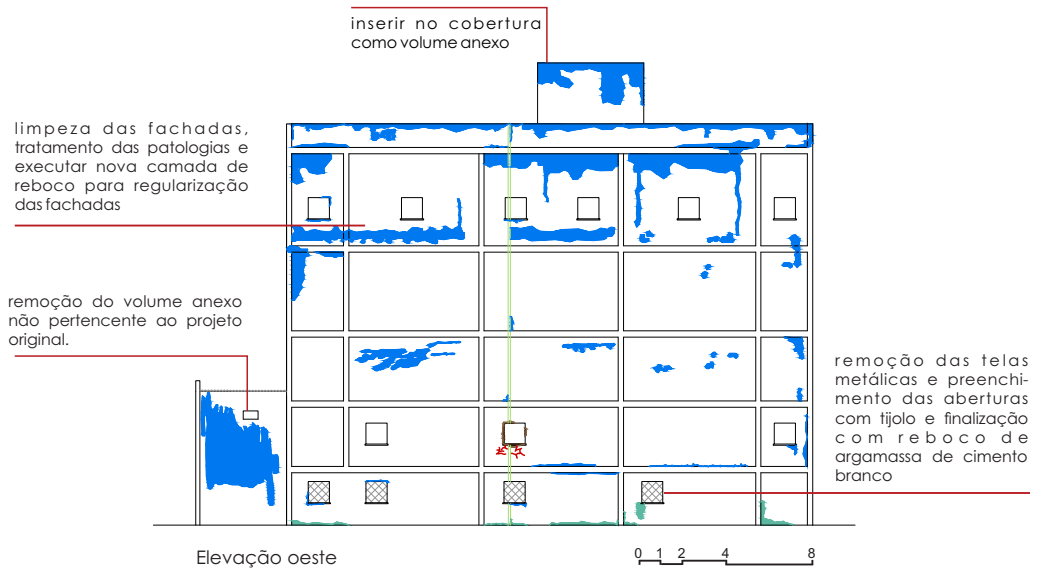 inserir no cobertura
como volume anexo
limpeza das fachadas,
tratamento das patologias e
executar nova camada de
reboco para regularização
das fachadas
remoção do volume anexo
não pertencente ao projeto
original.
remoção das telas
metálicas e preenchi-
mento das aberturas
com tijolo e finalização
com reboco de
argamassa de cimento
branco
Elevação oeste
0 1 2 4 8